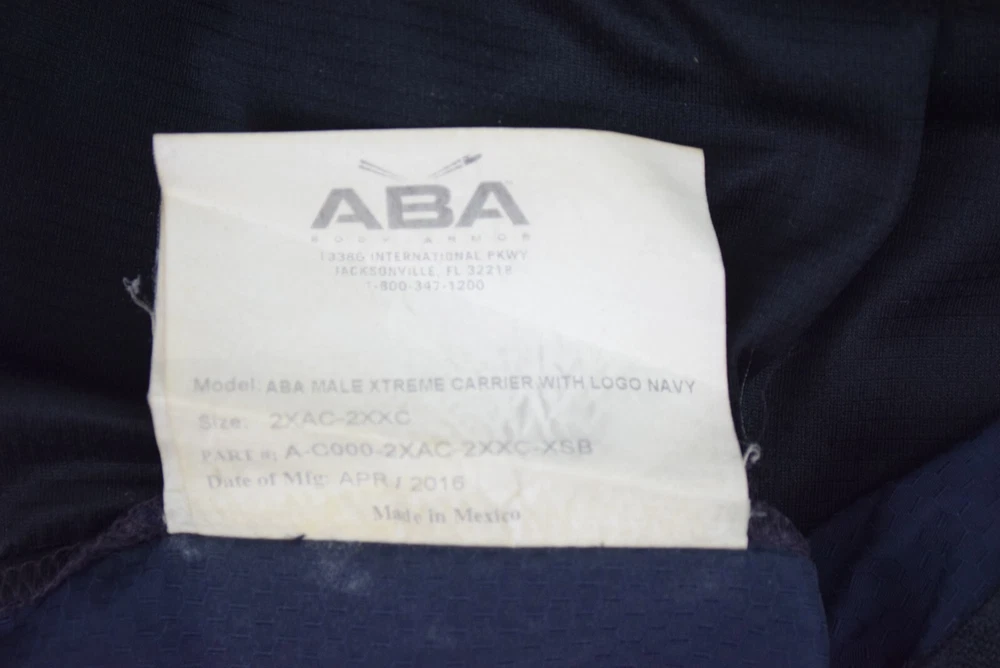 ABA
BODY ARMOR
13386 INTERNATIONAL PKWY
JACKSONVILLE, FL 32218
1-800-347-1200
Model: ABA MALE XTREME CARRIER WITH LOGO NAVY
Size: 2XAC-2XXC
PART #: A-C000-2XAC-2XXC-XSB
Date of Mfg: APR / 2016
Made in Mexico